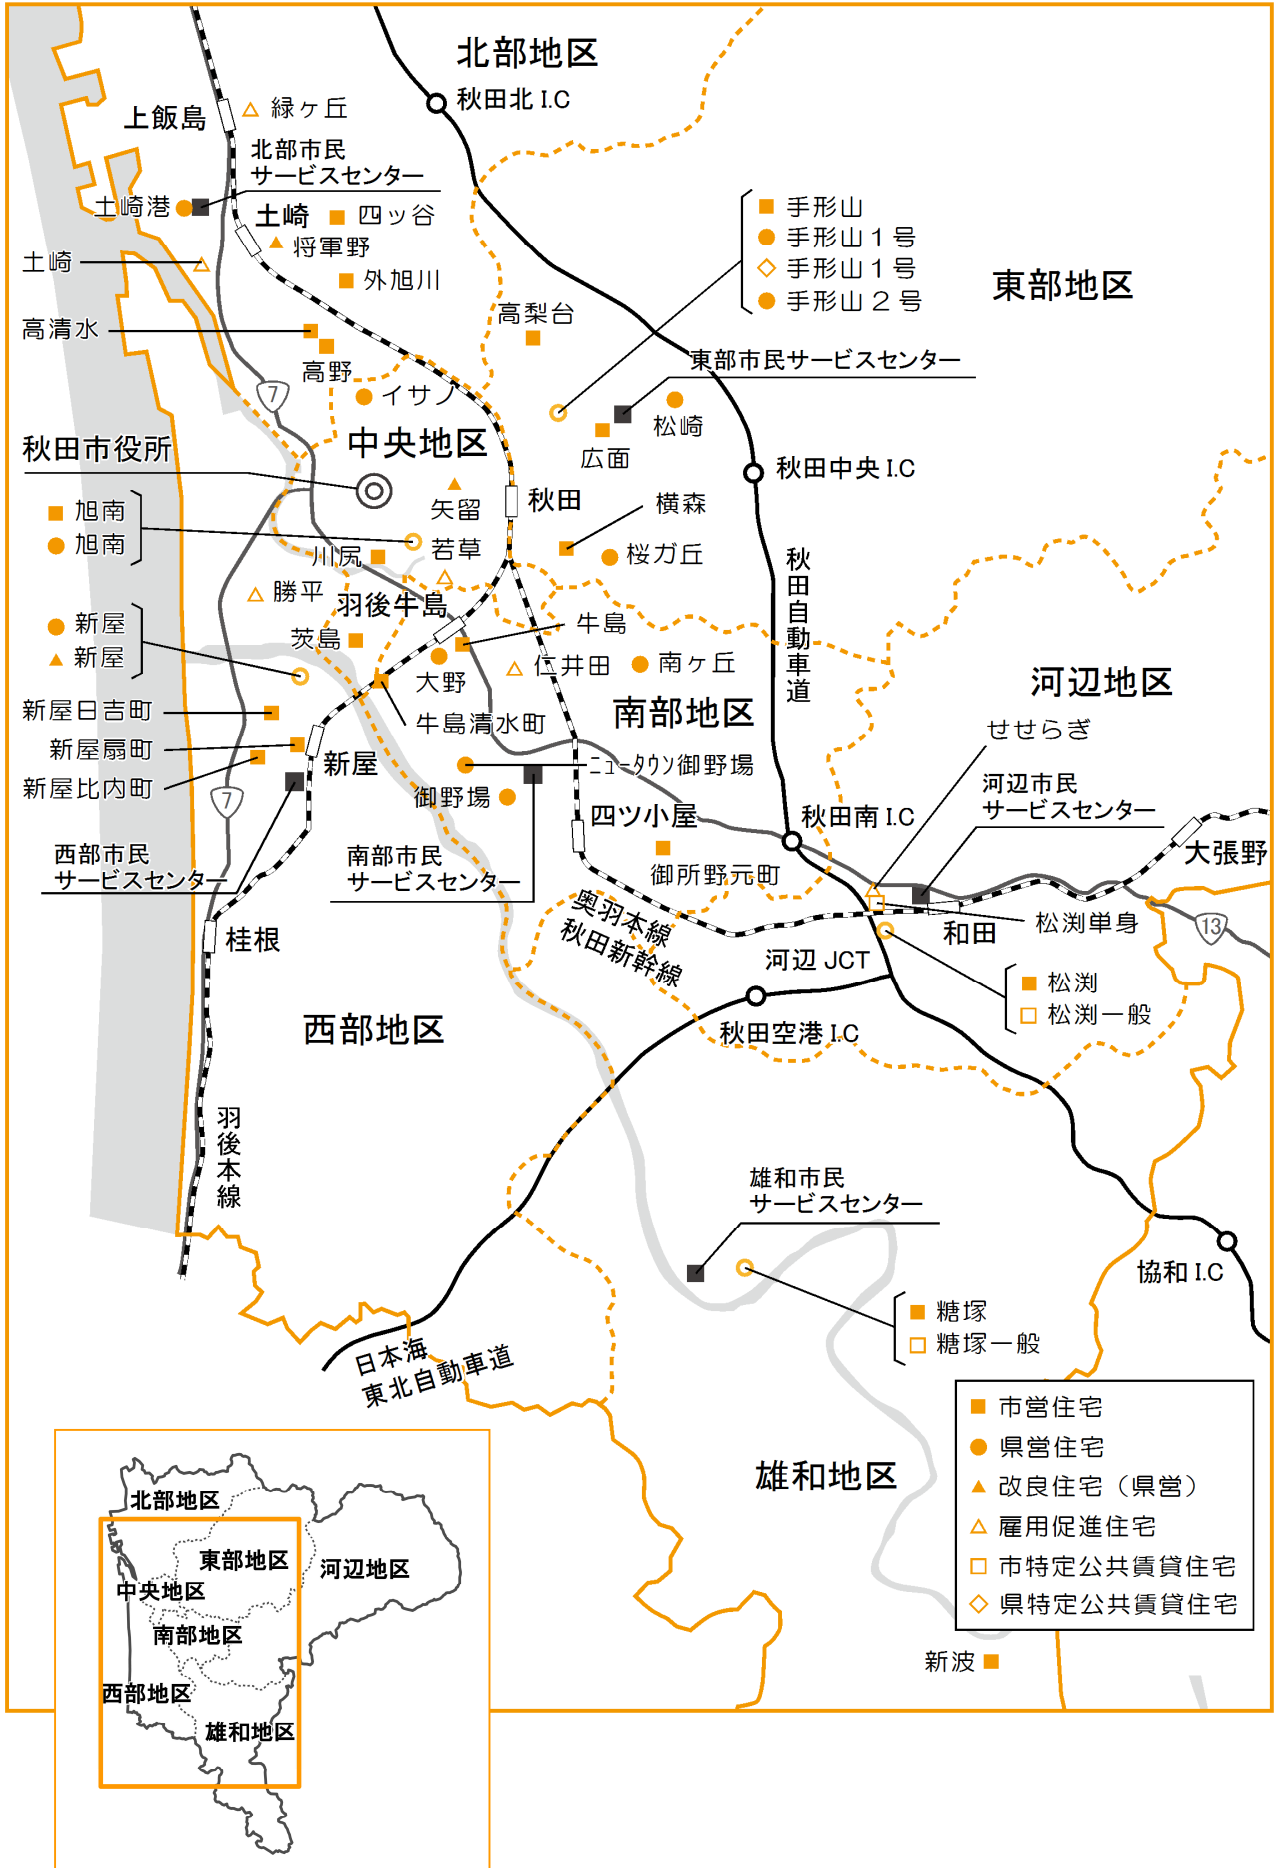 北部地区
秋田北 I.C
上飯島
緑ヶ丘
北部市民
サービスセンター
土崎港
土崎
四ッ谷
将軍野
土崎
外旭川
手形山
手形山１号
手形山１号
手形山２号
東部地区
高清水
高野
高梨台
東部市民サービスセンター
イサノ
7
松崎
広面
中央地区
秋田市役所
秋田中央 I.C
矢留
秋田
横森
旭南
旭南
若草
川尻
桜ガ丘
秋田自動車道
勝平
羽後牛島
新屋
新屋
茨島
牛島
大野
仁井田
南ヶ丘
河辺地区
新屋日吉町
牛島清水町
南部地区
せせらぎ
新屋扇町
新屋
ニュータウン御野場
新屋比内町
河辺市民
サービスセンター
7
御野場
四ツ小屋
秋田南 I.C
大張野
西部市民
サービスセンター
南部市民
サービスセンター
御所野元町
奥羽本線
秋田新幹線
桂根
和田
松渕単身
13
河辺 JCT
松渕
松渕一般
西部地区
秋田空港 I.C
羽後本線
雄和市民
サービスセンター
協和 I.C
糖塚
糖塚一般
日本海
東北自動車道
市営住宅
県営住宅
改良住宅（県営）
雇用促進住宅
市特定公共賃貸住宅
県特定公共賃貸住宅
雄和地区
新波
北部地区
東部地区
河辺地区
中央地区
南部地区
西部地区
雄和地区